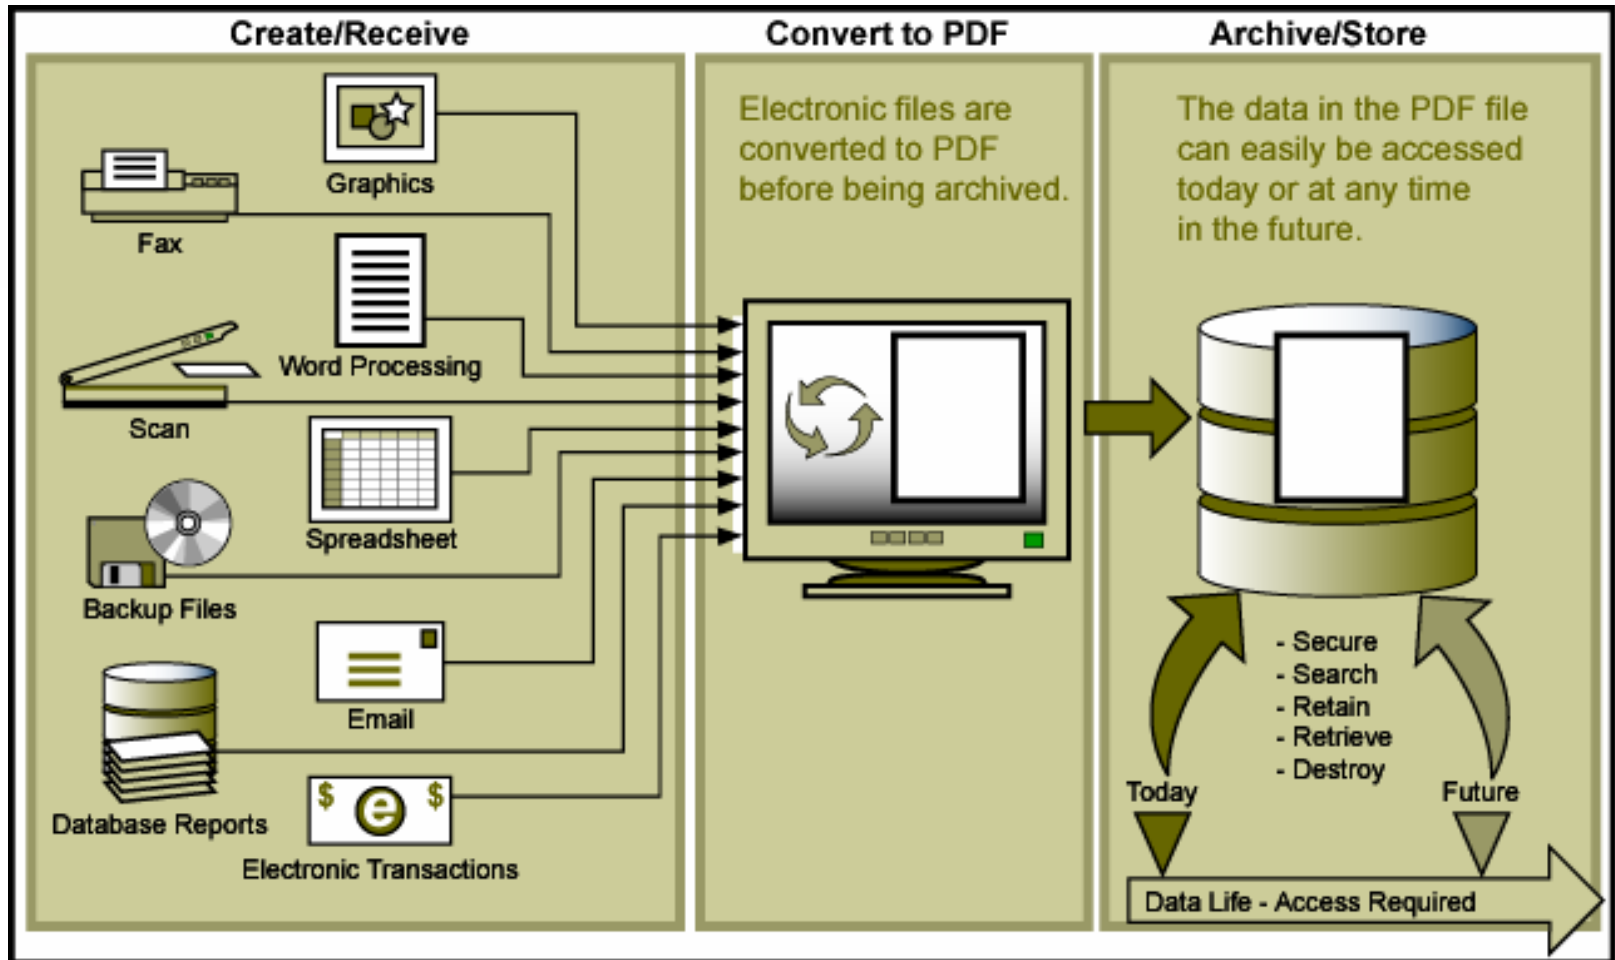 Create/Receive
Graphics
Fax
Word Processing
Scan
Spreadsheet
Backup Files
Email
Database Reports
$ e $
Electronic Transactions
Convert to PDF
Electronic files are
converted to PDF
before being archived.
Archive/Store
The data in the PDF file
can easily be accessed
today or at any time
in the future.
- Secure
- Search
- Retain
- Retrieve
- Destroy
Today
Future
Data Life - Access Required